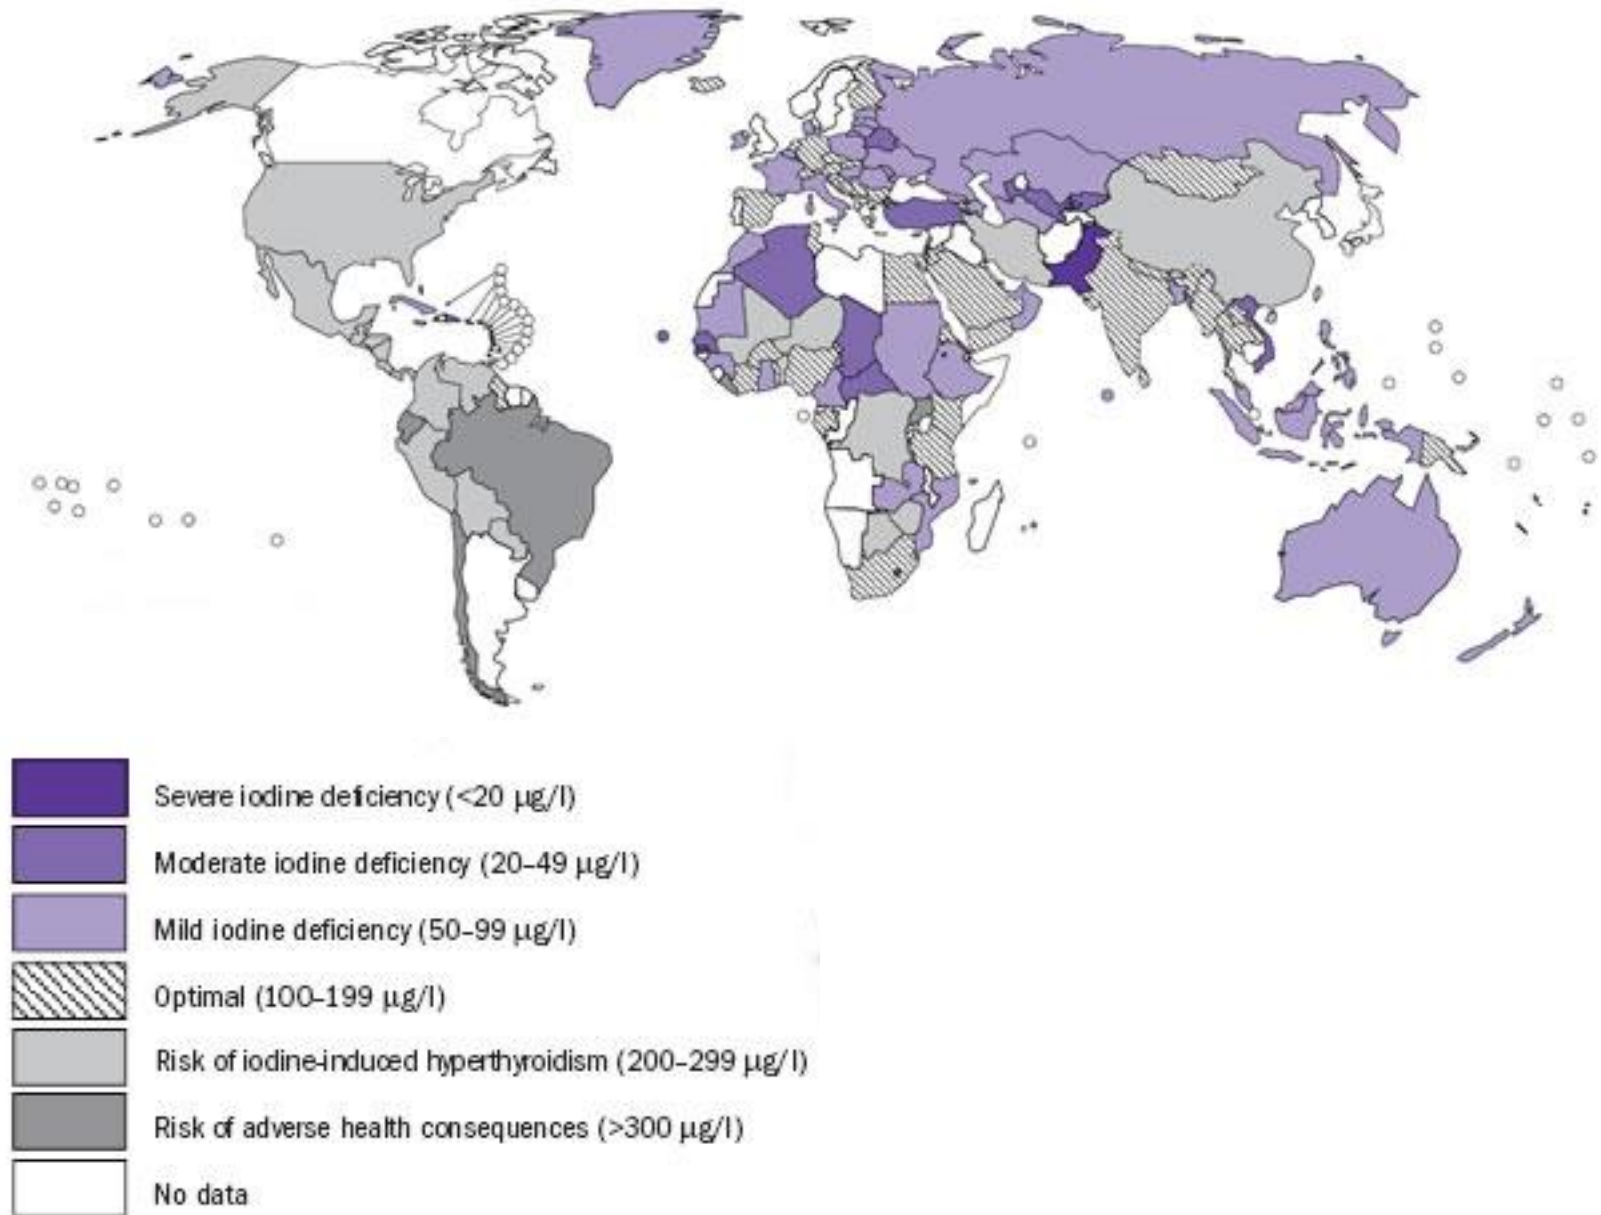 Severe iodine deficiency (<20 µg/l)
Moderate iodine deficiency (20–49 µg/l)
Mild iodine deficiency (50–99 µg/l)
Optimal (100–199 µg/l)
Risk of iodine-induced hyperthyroidism (200–299 µg/l)
Risk of adverse health consequences (>300 µg/l)
No data